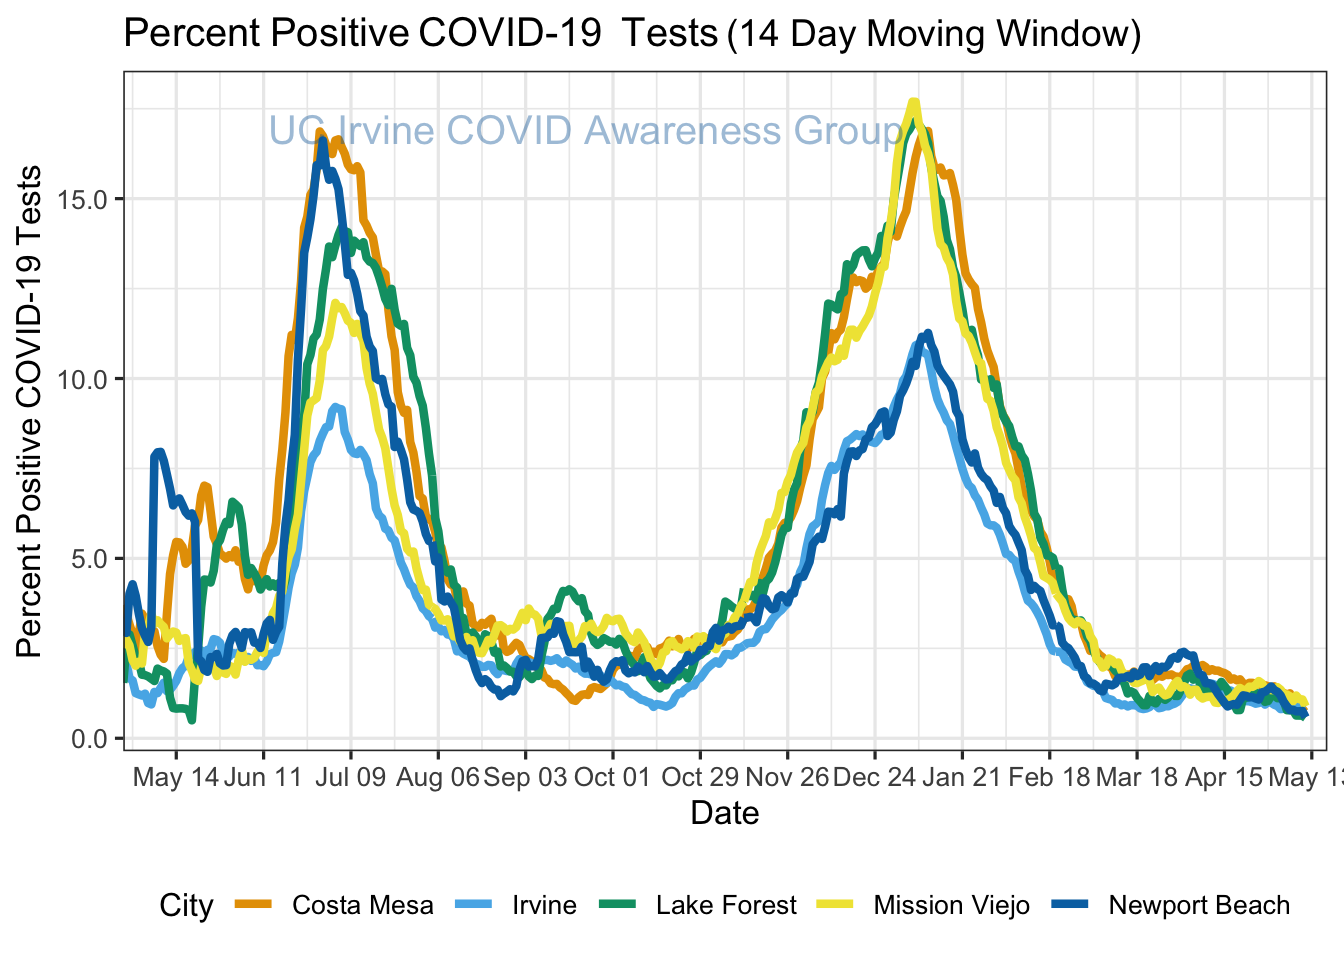 Percent Positive COVID-19 Tests (14 Day Moving Window)
UC Irvine COVID Awareness Group
Percent Positive COVID-19 Tests
15.0
10.0
5.0
0.0
May 14 Jun 11 Jul 09 Aug 06 Sep 03 Oct 01 Oct 29 Nov 26 Dec 24 Jan 21 Feb 18 Mar 18 Apr 15 May 13
Date
City Costa Mesa Irvine Lake Forest Mission Viejo Newport Beach